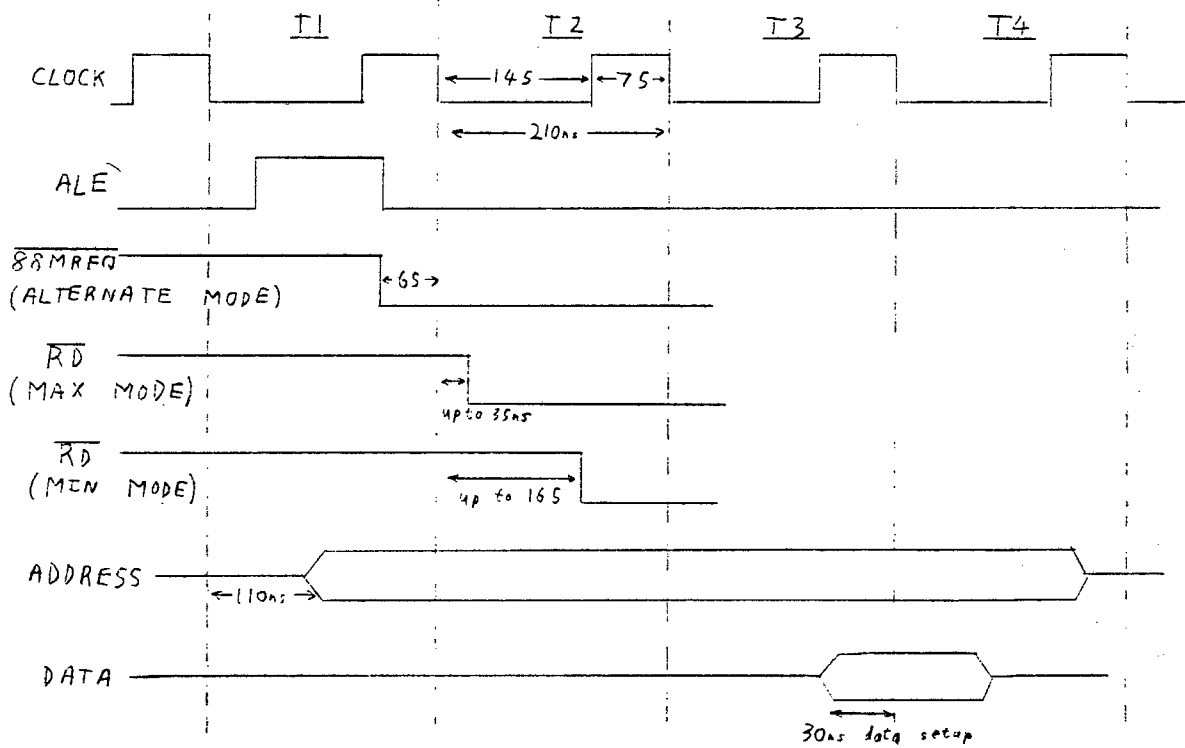 T1 T2 T3 T4
CLOCK
145 75
210ns
ALE
88MREQ
(ALTERNATE MODE)
65
RD
(MAX MODE)
up to 35ns
RD
(MIN MODE)
up to 165
ADDRESS
110ns
DATA
30ns data setup